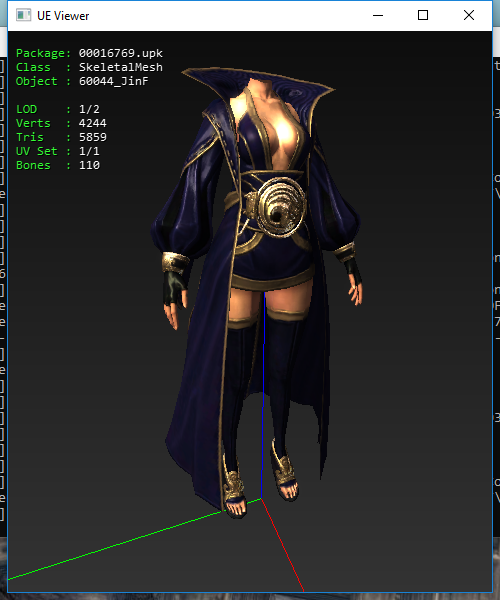 UE Viewer
Package: 00016769.upk
Class  : SkeletalMesh
Object : 60044_JinF
LOD    : 1/2
Verts  : 4244
Tris   : 5859
UV Set : 1/1
Bones  : 110